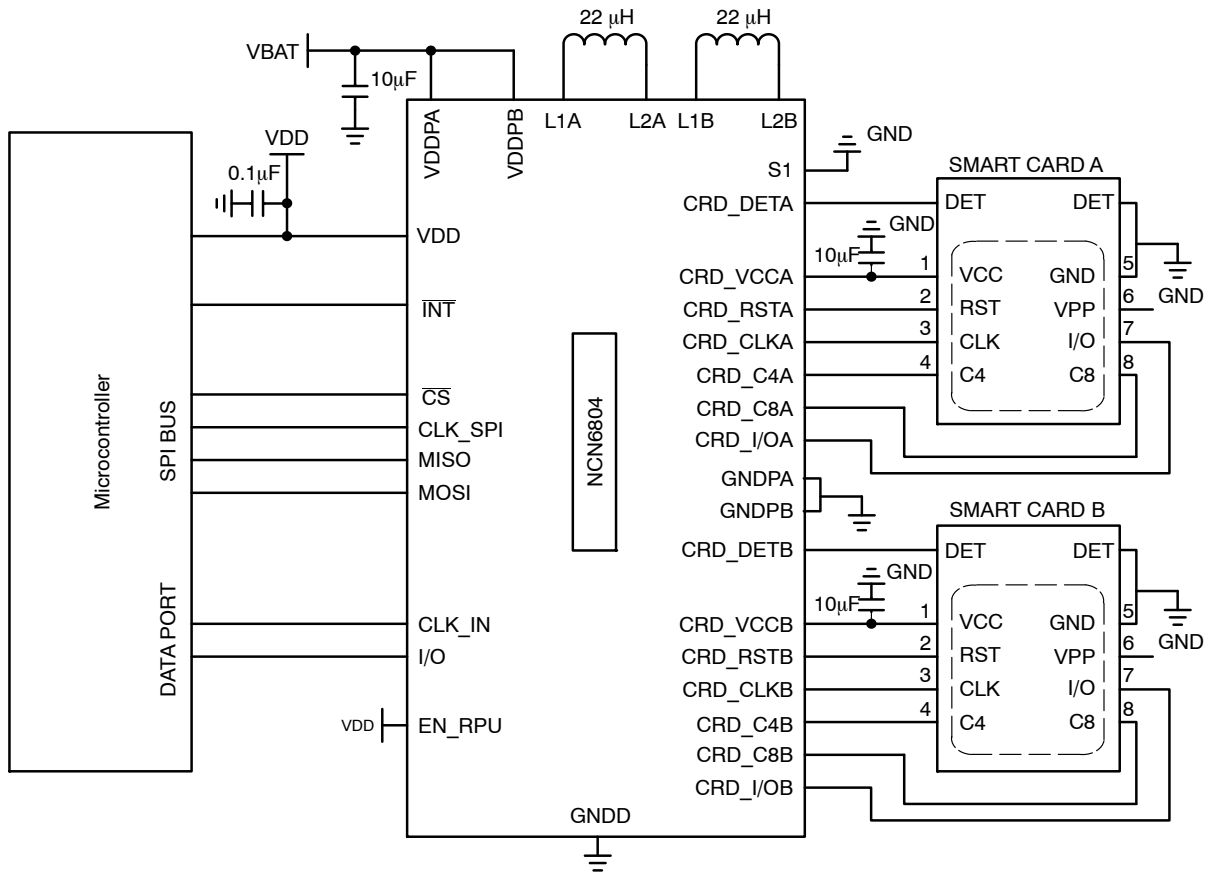 22 μH
22 μH
VBAT
10μF
VDDPA
VDDPB
L1A
L2A
L1B
L2B
VDD
0.1μF
GND
S1
SMART CARD A
CRD_DETA
DET
DET
GND
10μF
VDD
CRD_VCCA
1
VCC
GND
5
GND
INT
CRD_RSTA
2
RST
VPP
6
CRD_CLKA
3
CLK
I/O
7
CRD_C4A
4
C4
C8
8
Microcontroller
SPI BUS
CS
CRD_C8A
CLK_SPI
CRD_I/OA
MISO
NCN6804
GNDPA
MOSI
GNDPB
SMART CARD B
CRD_DETB
DET
DET
GND
10μF
DATA PORT
CLK_IN
CRD_VCCB
1
VCC
GND
5
GND
I/O
CRD_RSTB
2
RST
VPP
6
CRD_CLKB
3
CLK
I/O
7
VDD
EN_RPU
CRD_C4B
4
C4
C8
8
CRD_C8B
CRD_I/OB
GNDD